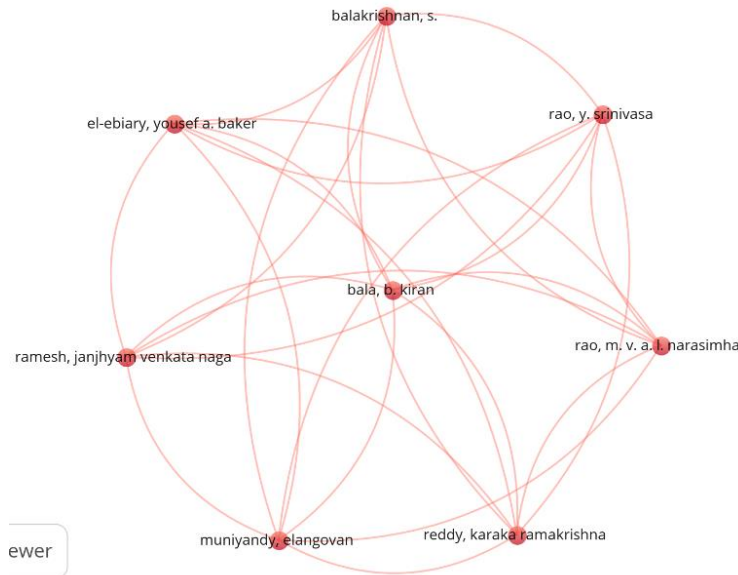 balakrishnan, s.
rao, y. srinivasa
el-ebiary, yousef a. baker
bala, b. kiran
rao, m. v. a. l. narasimha
ramesh, janjhyam venkata naga
reddy, karaka ramakrishna
muniyandy, elangovan
ewer